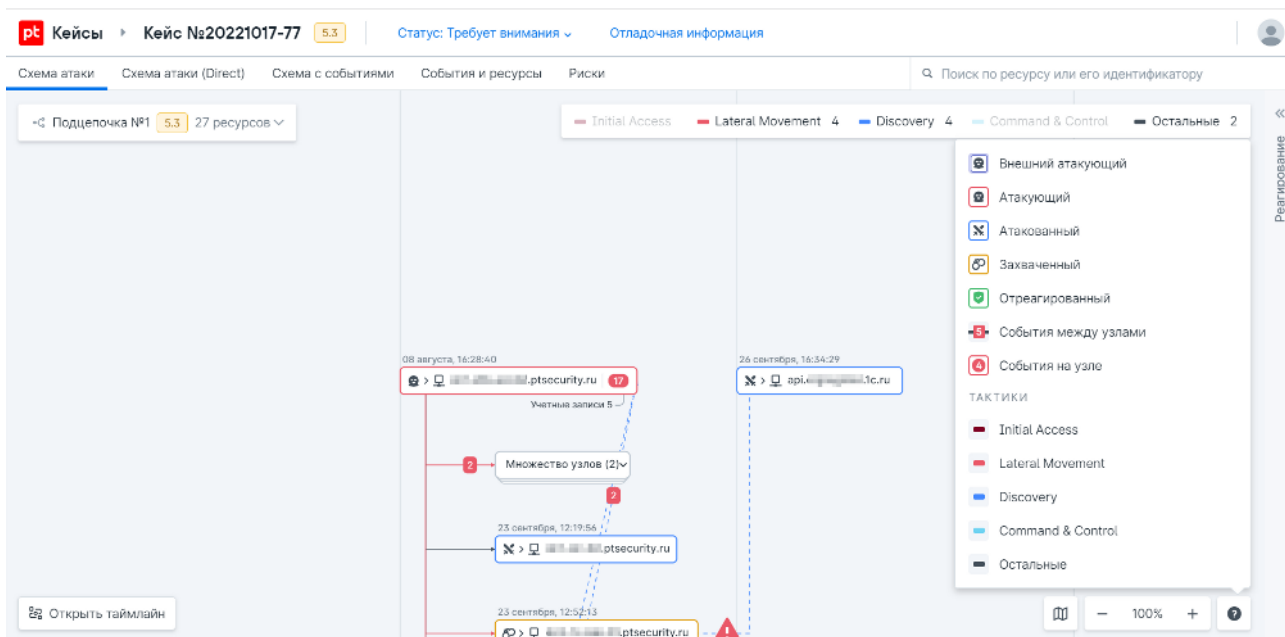 pt Кейсы Кейс №20221017-77 5.3 Статус: Требует внимания Отладочная информация
Схема атаки Схема атаки (Direct) Схема с событиями События и ресурсы Риски Поиск по ресурсу или его идентификатору
Подцепочка №1 5.3 27 ресурсов
Initial Access Lateral Movement 4 Discovery 4 Command & Control Остальные 2
Реагирование
Внешний атакующий
Атакующий
Атакованный
Захваченный
Отреагированный
5 События между узлами
4 События на узле
ТАКТИКИ
Initial Access
Lateral Movement
Discovery
Command & Control
Остальные
08 августа, 16:28:40
.ptsecurity.ru 17
Учетные записи 5
26 сентября, 16:34:29
api. .1c.ru
2 Множество узлов (2)
2
23 сентября, 12:19:56
.ptsecurity.ru
23 сентября, 12:52:13
.ptsecurity.ru
Открыть таймлайн
− 100% + ?